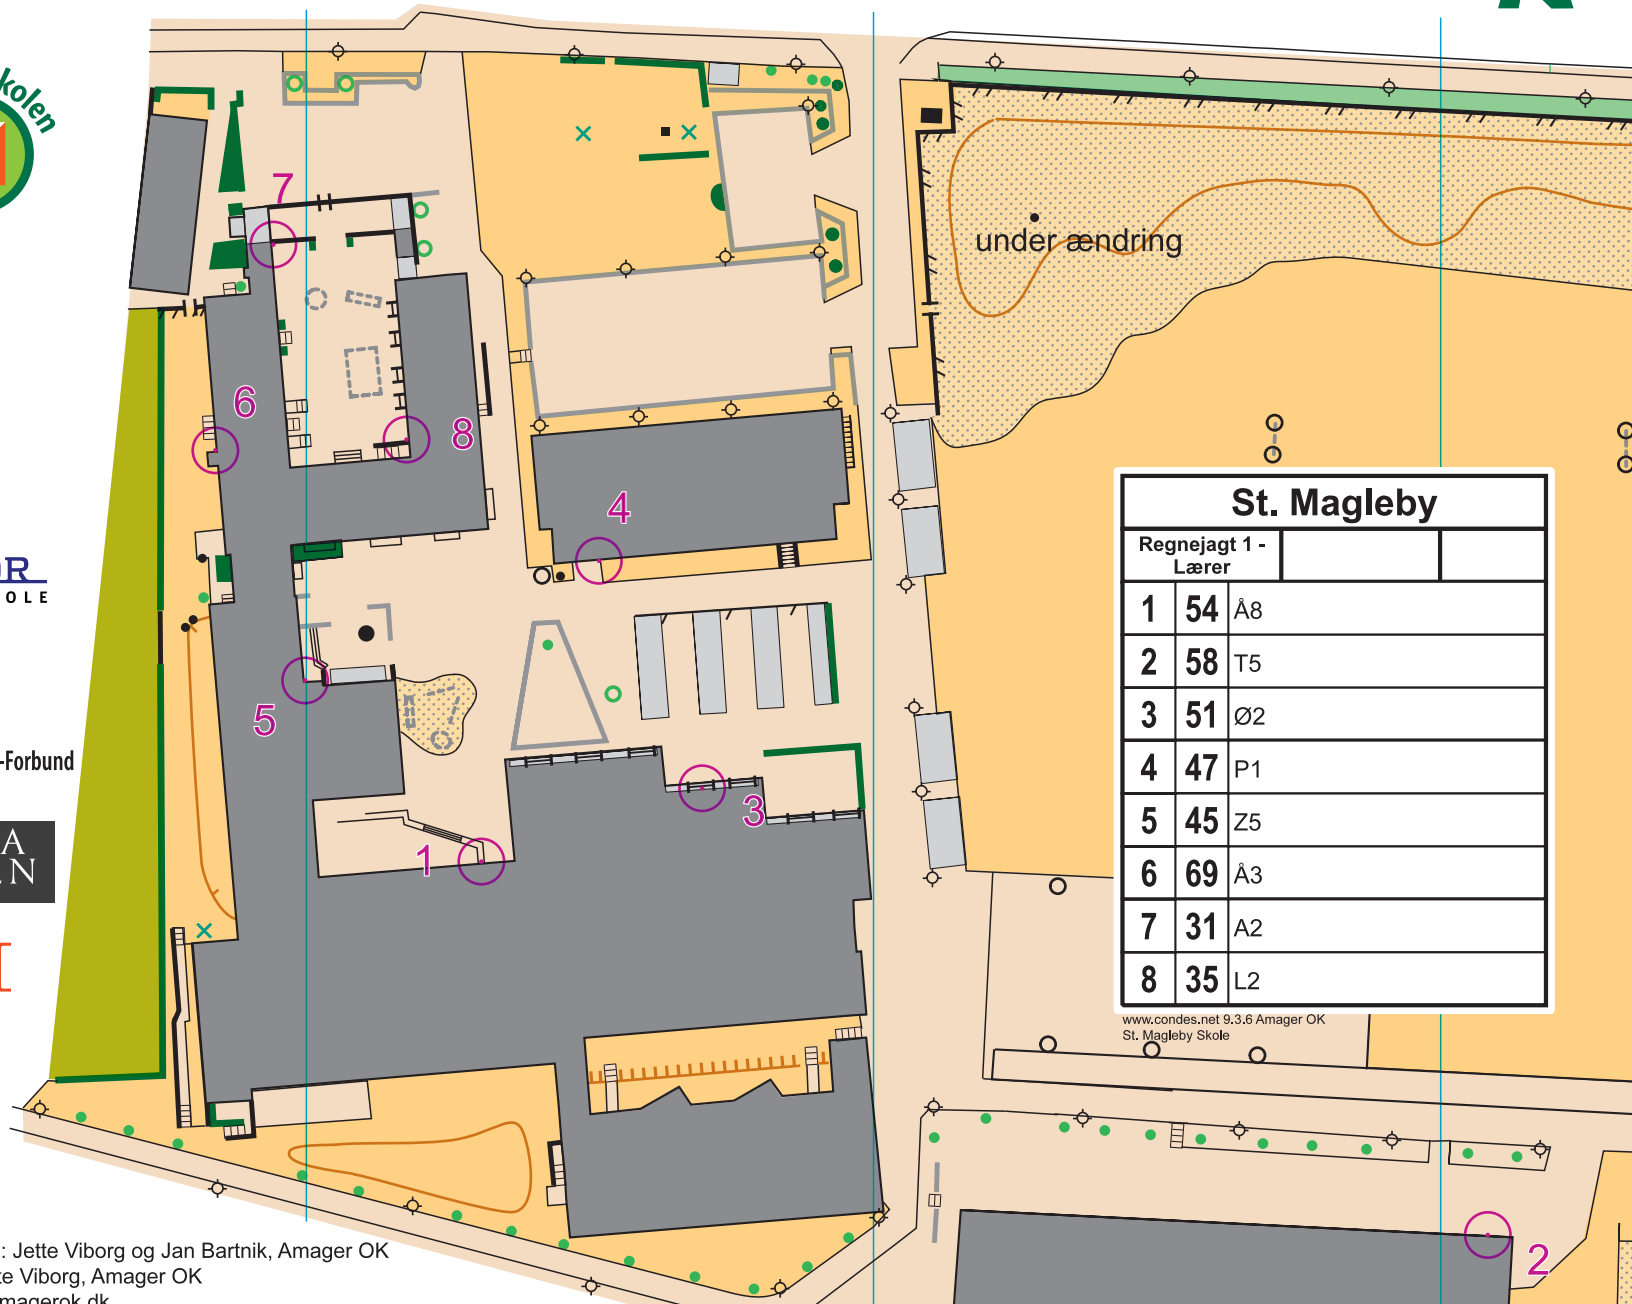 kolen
7
under ændring
6
8
4
OR
OLE
5
-Forbund
3
A
EN
1
St. Magleby
Regnejagt 1 -
Lærer
1 54 Å8
2 58 T5
3 51 Ø2
4 47 P1
5 45 Z5
6 69 Å3
7 31 A2
8 35 L2
www.condes.net 9.3.6 Amager OK
St. Magleby Skole
2
: Jette Viborg og Jan Bartnik, Amager OK
te Viborg, Amager OK
magerok.dk